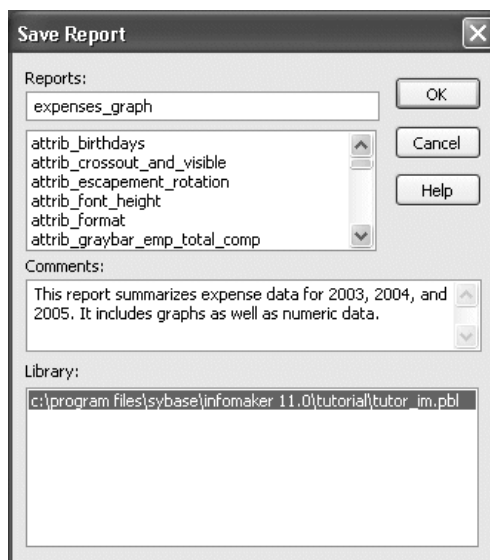 Save Report
Reports:
expenses_graph
OK
attrib_birthdays
attrib_crossout_and_visible
attrib_escapement_rotation
attrib_font_height
attrib_format
attrib_graybar_emp_total_comp
Cancel
Help
Comments:
This report summarizes expense data for 2003, 2004, and
2005. It includes graphs as well as numeric data.
Library:
c:\program files\sybase\infomaker 11.0\tutorial\tutor_im.pbl